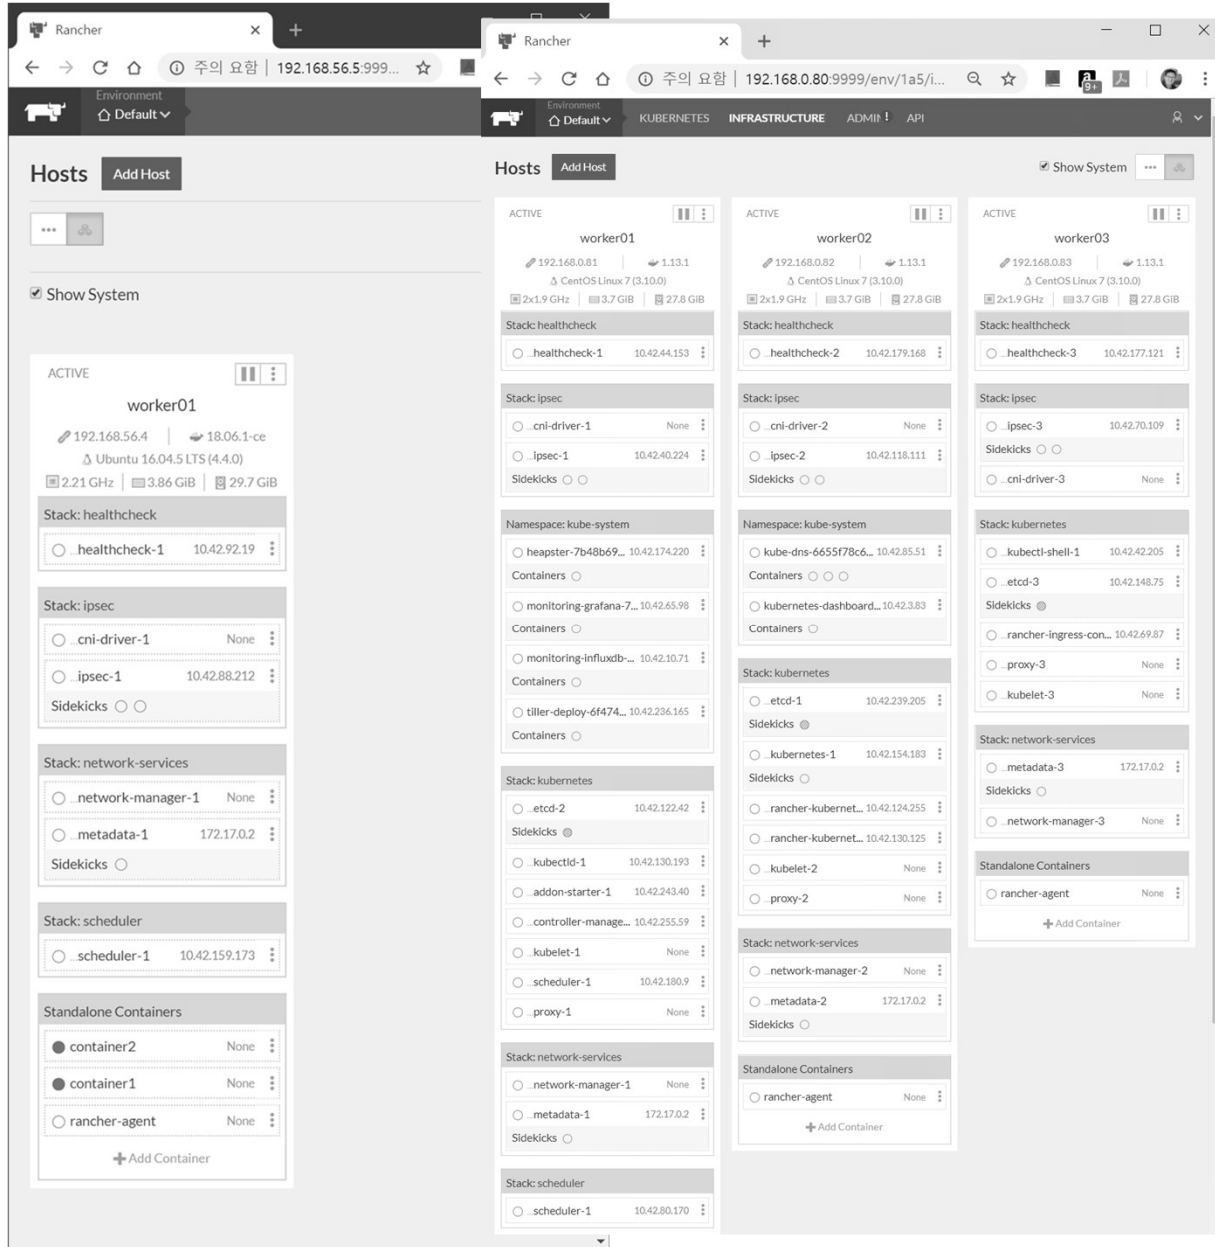 Rancher
주의 요함 | 192.168.56.5:999...
Environment
Default
Hosts
Add Host
Show System
ACTIVE
worker01
192.168.56.4
18.06.1-ce
Ubuntu 16.04.5 LTS (4.4.0)
2.21 GHz
3.86 GiB
29.7 GiB
Stack: healthcheck
...healthcheck-1 10.42.92.19
Stack: ipsec
...cni-driver-1 None
...ipsec-1 10.42.88.212
Sidekicks
Stack: network-services
...network-manager-1 None
...metadata-1 172.17.0.2
Sidekicks
Stack: scheduler
...scheduler-1 10.42.159.173
Standalone Containers
container2 None
container1 None
rancher-agent None
Add Container
Rancher
주의 요함 | 192.168.0.80:9999/env/1a5/i...
a
9+
Environment
Default
KUBERNETES
INFRASTRUCTURE
ADMIN
!
API
Hosts
Add Host
Show System
ACTIVE
worker01
192.168.0.81
1.13.1
CentOS Linux 7 (3.10.0)
2x1.9 GHz
3.7 GiB
27.8 GiB
Stack: healthcheck
...healthcheck-1 10.42.44.153
Stack: ipsec
...cni-driver-1 None
...ipsec-1 10.42.40.224
Sidekicks
Namespace: kube-system
heapster-7b48b69... 10.42.174.220
Containers
monitoring-grafana-7... 10.42.65.98
Containers
monitoring-influxdb-... 10.42.10.71
Containers
tiller-deploy-6f474... 10.42.236.165
Containers
Stack: kubernetes
...etcd-2 10.42.122.42
Sidekicks
...kubectld-1 10.42.130.193
...addon-starter-1 10.42.243.40
...controller-manage... 10.42.255.59
...kubelet-1 None
...scheduler-1 10.42.180.9
...proxy-1 None
Stack: network-services
...network-manager-1 None
...metadata-1 172.17.0.2
Sidekicks
Stack: scheduler
...scheduler-1 10.42.80.170
ACTIVE
worker02
192.168.0.82
1.13.1
CentOS Linux 7 (3.10.0)
2x1.9 GHz
3.7 GiB
27.8 GiB
Stack: healthcheck
...healthcheck-2 10.42.179.168
Stack: ipsec
...cni-driver-2 None
...ipsec-2 10.42.118.111
Sidekicks
Namespace: kube-system
kube-dns-6655f78c6... 10.42.85.51
Containers
kubernetes-dashboard... 10.42.3.83
Containers
Stack: kubernetes
...etcd-1 10.42.239.205
Sidekicks
...kubernetes-1 10.42.154.183
Sidekicks
...rancher-kubernet... 10.42.124.255
...rancher-kubernet... 10.42.130.125
...kubelet-2 None
...proxy-2 None
Stack: network-services
...network-manager-2 None
...metadata-2 172.17.0.2
Sidekicks
Standalone Containers
rancher-agent None
Add Container
ACTIVE
worker03
192.168.0.83
1.13.1
CentOS Linux 7 (3.10.0)
2x1.9 GHz
3.7 GiB
27.8 GiB
Stack: healthcheck
...healthcheck-3 10.42.177.121
Stack: ipsec
...ipsec-3 10.42.70.109
Sidekicks
...cni-driver-3 None
Stack: kubernetes
...kubectl-shell-1 10.42.42.205
...etcd-3 10.42.148.75
Sidekicks
...rancher-ingress-con... 10.42.69.87
...proxy-3 None
...kubelet-3 None
Stack: network-services
...metadata-3 172.17.0.2
Sidekicks
...network-manager-3 None
Standalone Containers
rancher-agent None
Add Container